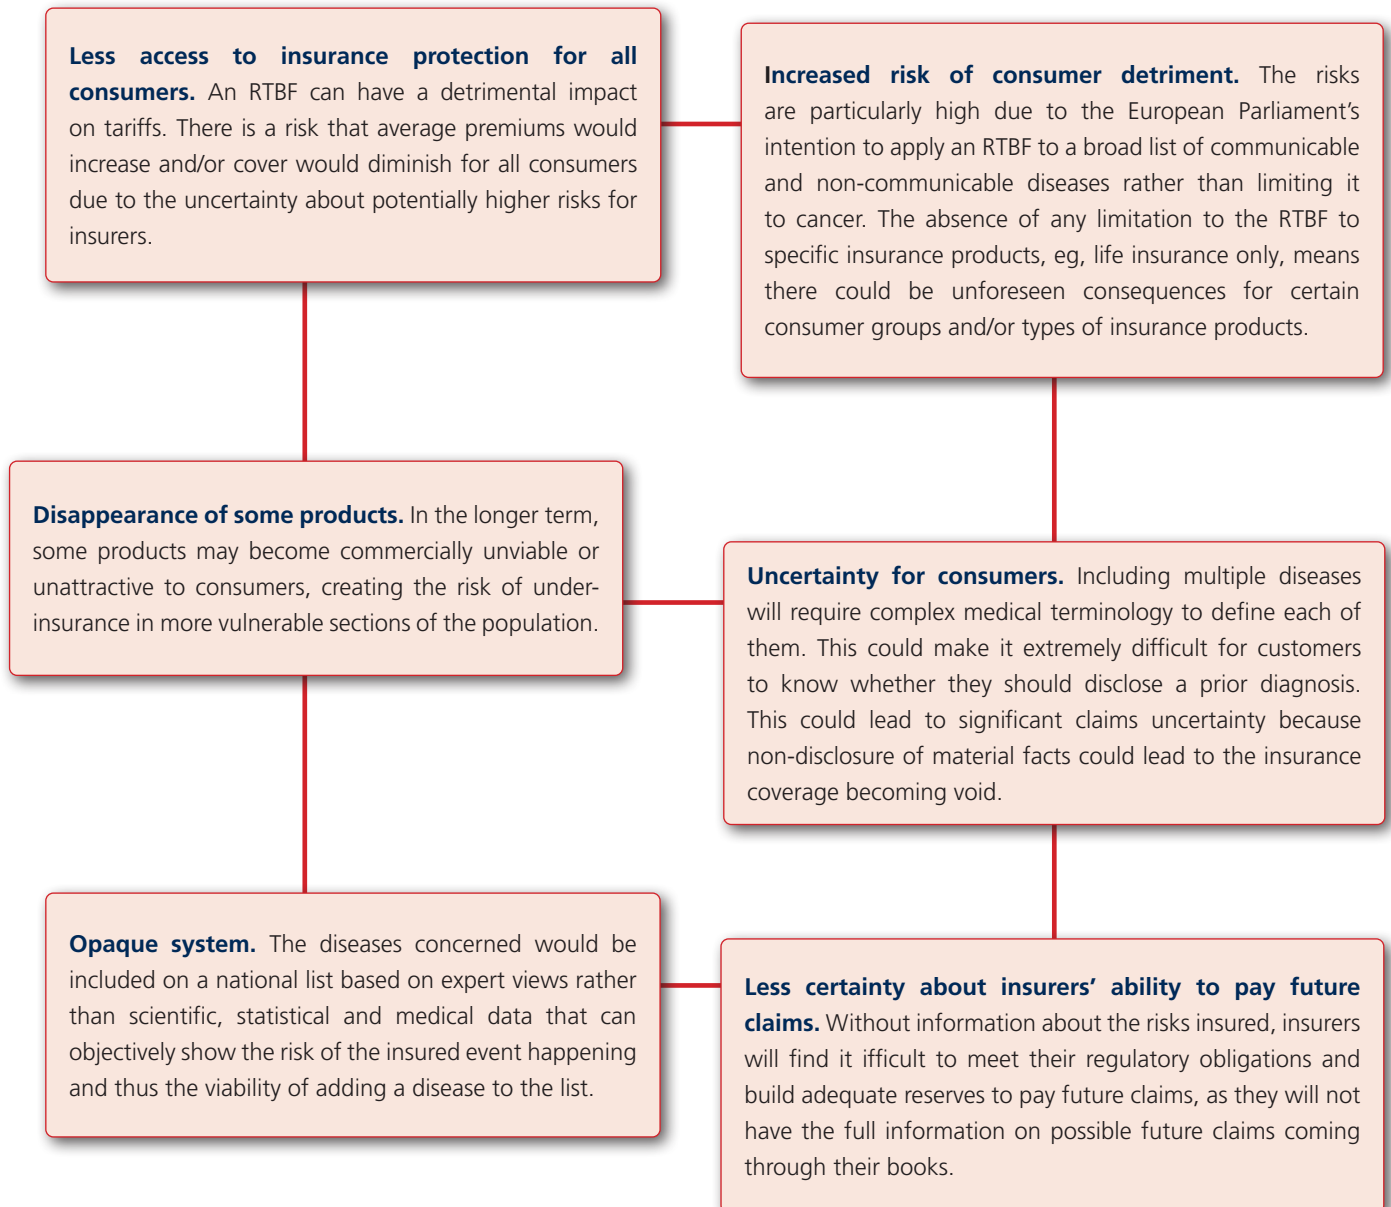 Less access to insurance protection for all
consumers. An RTBF can have a detrimental impact
on tariffs. There is a risk that average premiums would
increase and/or cover would diminish for all consumers
due to the uncertainty about potentially higher risks for
insurers.
Increased risk of consumer detriment. The risks
are particularly high due to the European Parliament’s
intention to apply an RTBF to a broad list of communicable
and non-communicable diseases rather than limiting it
to cancer. The absence of any limitation to the RTBF to
specific insurance products, eg, life insurance only, means
there could be unforeseen consequences for certain
consumer groups and/or types of insurance products.
Disappearance of some products. In the longer term,
some products may become commercially unviable or
unattractive to consumers, creating the risk of under-
insurance in more vulnerable sections of the population.
Uncertainty for consumers. Including multiple diseases
will require complex medical terminology to define each of
them. This could make it extremely difficult for customers
to know whether they should disclose a prior diagnosis.
This could lead to significant claims uncertainty because
non-disclosure of material facts could lead to the insurance
coverage becoming void.
Opaque system. The diseases concerned would be
included on a national list based on expert views rather
than scientific, statistical and medical data that can
objectively show the risk of the insured event happening
and thus the viability of adding a disease to the list.
Less certainty about insurers’ ability to pay future
claims. Without information about the risks insured, insurers
will find it ifficult to meet their regulatory obligations and
build adequate reserves to pay future claims, as they will not
have the full information on possible future claims coming
through their books.